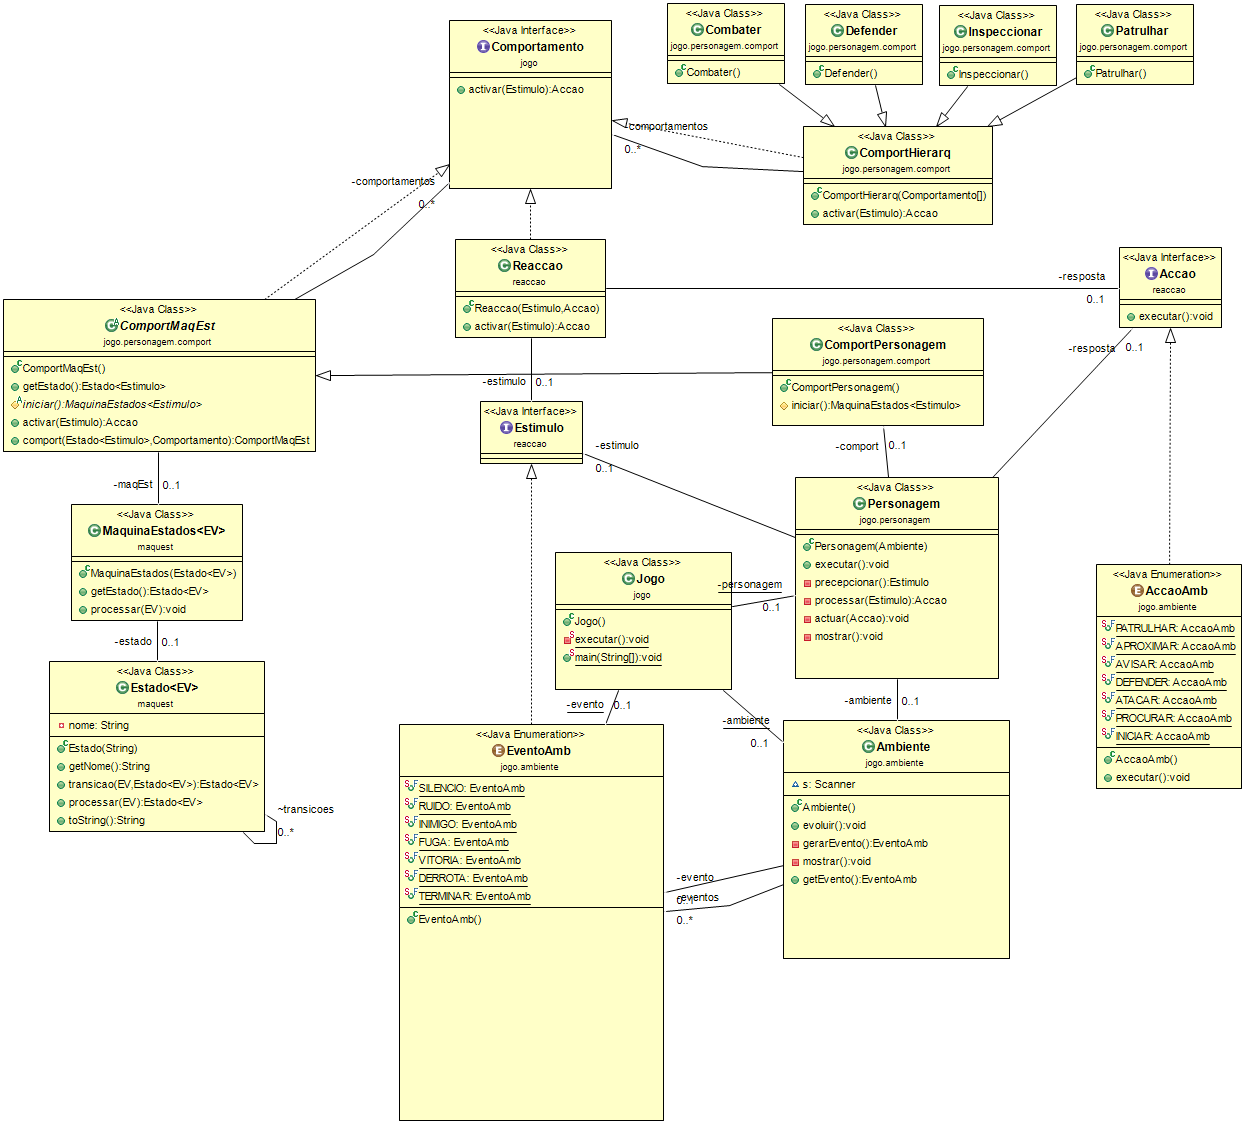 <<Java Interface>>
Comportamento
jogo
activar(Estimulo):Accao
<<Java Class>>
Combater
jogo.personagem.comport
Combater()
<<Java Class>>
Defender
jogo.personagem.comport
Defender()
<<Java Class>>
Inspeccionar
jogo.personagem.comport
Inspeccionar()
<<Java Class>>
Patrulhar
jogo.personagem.comport
Patrulhar()
-comportamentos
0..*
<<Java Class>>
ComportHierarq
jogo.personagem.comport
ComportHierarq(Comportamento[])
activar(Estimulo):Accao
-comportamentos
0..*
<<Java Class>>
Reaccao
reaccao
Reaccao(Estimulo,Accao)
activar(Estimulo):Accao
-resposta
0..1
<<Java Interface>>
Accao
reaccao
executar():void
<<Java Class>>
ComportMaqEst
jogo.personagem.comport
ComportMaqEst()
getEstado():Estado<Estimulo>
iniciar():MaquinaEstados<Estimulo>
activar(Estimulo):Accao
comport(Estado<Estimulo>,Comportamento):ComportMaqEst
<<Java Class>>
ComportPersonagem
jogo.personagem.comport
ComportPersonagem()
iniciar():MaquinaEstados<Estimulo>
-resposta
0..1
-estimulo
0..1
<<Java Interface>>
Estimulo
reaccao
-estimulo
0..1
-comport
0..1
-maqEst
0..1
<<Java Class>>
MaquinaEstados<EV>
maquest
MaquinaEstados(Estado<EV>)
getEstado():Estado<EV>
processar(EV):void
-estado
0..1
<<Java Class>>
Personagem
jogo.personagem
Personagem(Ambiente)
executar():void
precepcionar():Estimulo
processar(Estimulo):Accao
actuar(Accao):void
mostrar():void
<<Java Class>>
Jogo
jogo
Jogo()
executar():void
main(String[]):void
-personagem
0..1
<<Java Enumeration>>
AccaoAmb
jogo.ambiente
PATRULHAR: AccaoAmb
APROXIMAR: AccaoAmb
AVISAR: AccaoAmb
DEFENDER: AccaoAmb
ATACAR: AccaoAmb
PROCURAR: AccaoAmb
INICIAR: AccaoAmb
AccaoAmb()
executar():void
<<Java Class>>
Estado<EV>
maquest
nome: String
Estado(String)
getNome():String
transicao(EV,Estado<EV>):Estado<EV>
processar(EV):Estado<EV>
toString():String
~transicoes
0..*
-evento
0..1
-ambiente
0..1
-ambiente
0..1
<<Java Enumeration>>
EventoAmb
jogo.ambiente
SILENCIO: EventoAmb
RUIDO: EventoAmb
INIMIGO: EventoAmb
FUGA: EventoAmb
VITORIA: EventoAmb
DERROTA: EventoAmb
TERMINAR: EventoAmb
EventoAmb()
<<Java Class>>
Ambiente
jogo.ambiente
s: Scanner
Ambiente()
evoluir():void
gerarEvento():EventoAmb
mostrar():void
getEvento():EventoAmb
-evento
0..1
-eventos
0..*